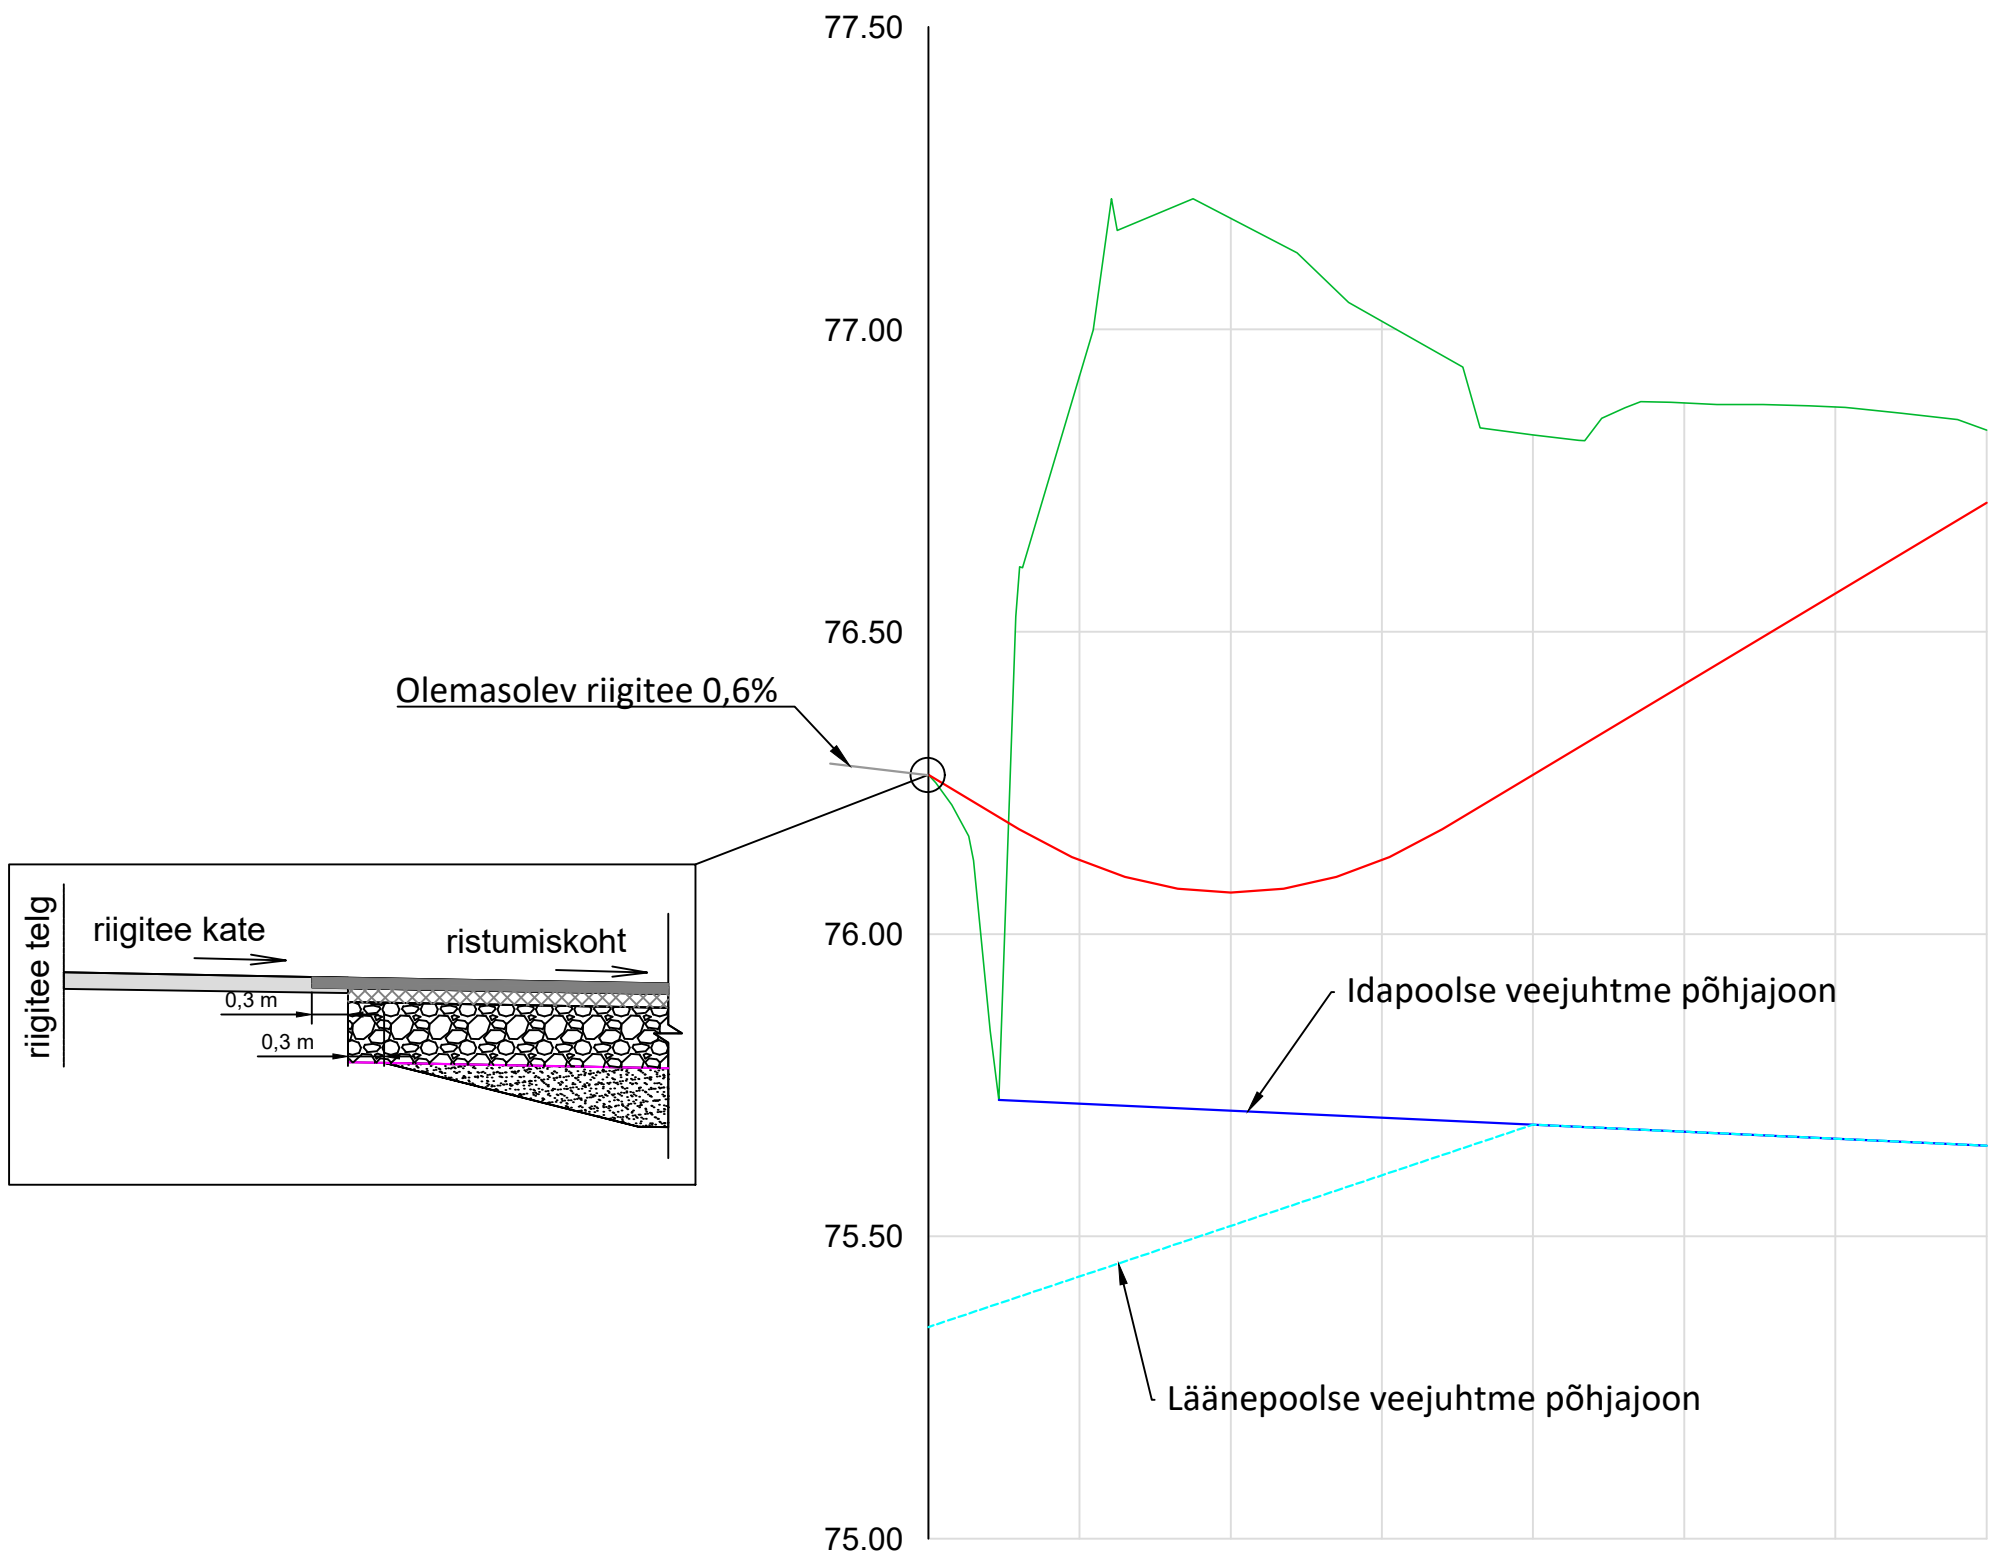 77.50
77.00
76.50
Olemasolev riigitee 0,6%
riigitee telg
riigitee kate
ristumiskoht
0,3 m
0,3 m
76.00
Idapoolse veejuhtme põhjajoon
75.50
Läänepoolse veejuhtme põhjajoon
75.00